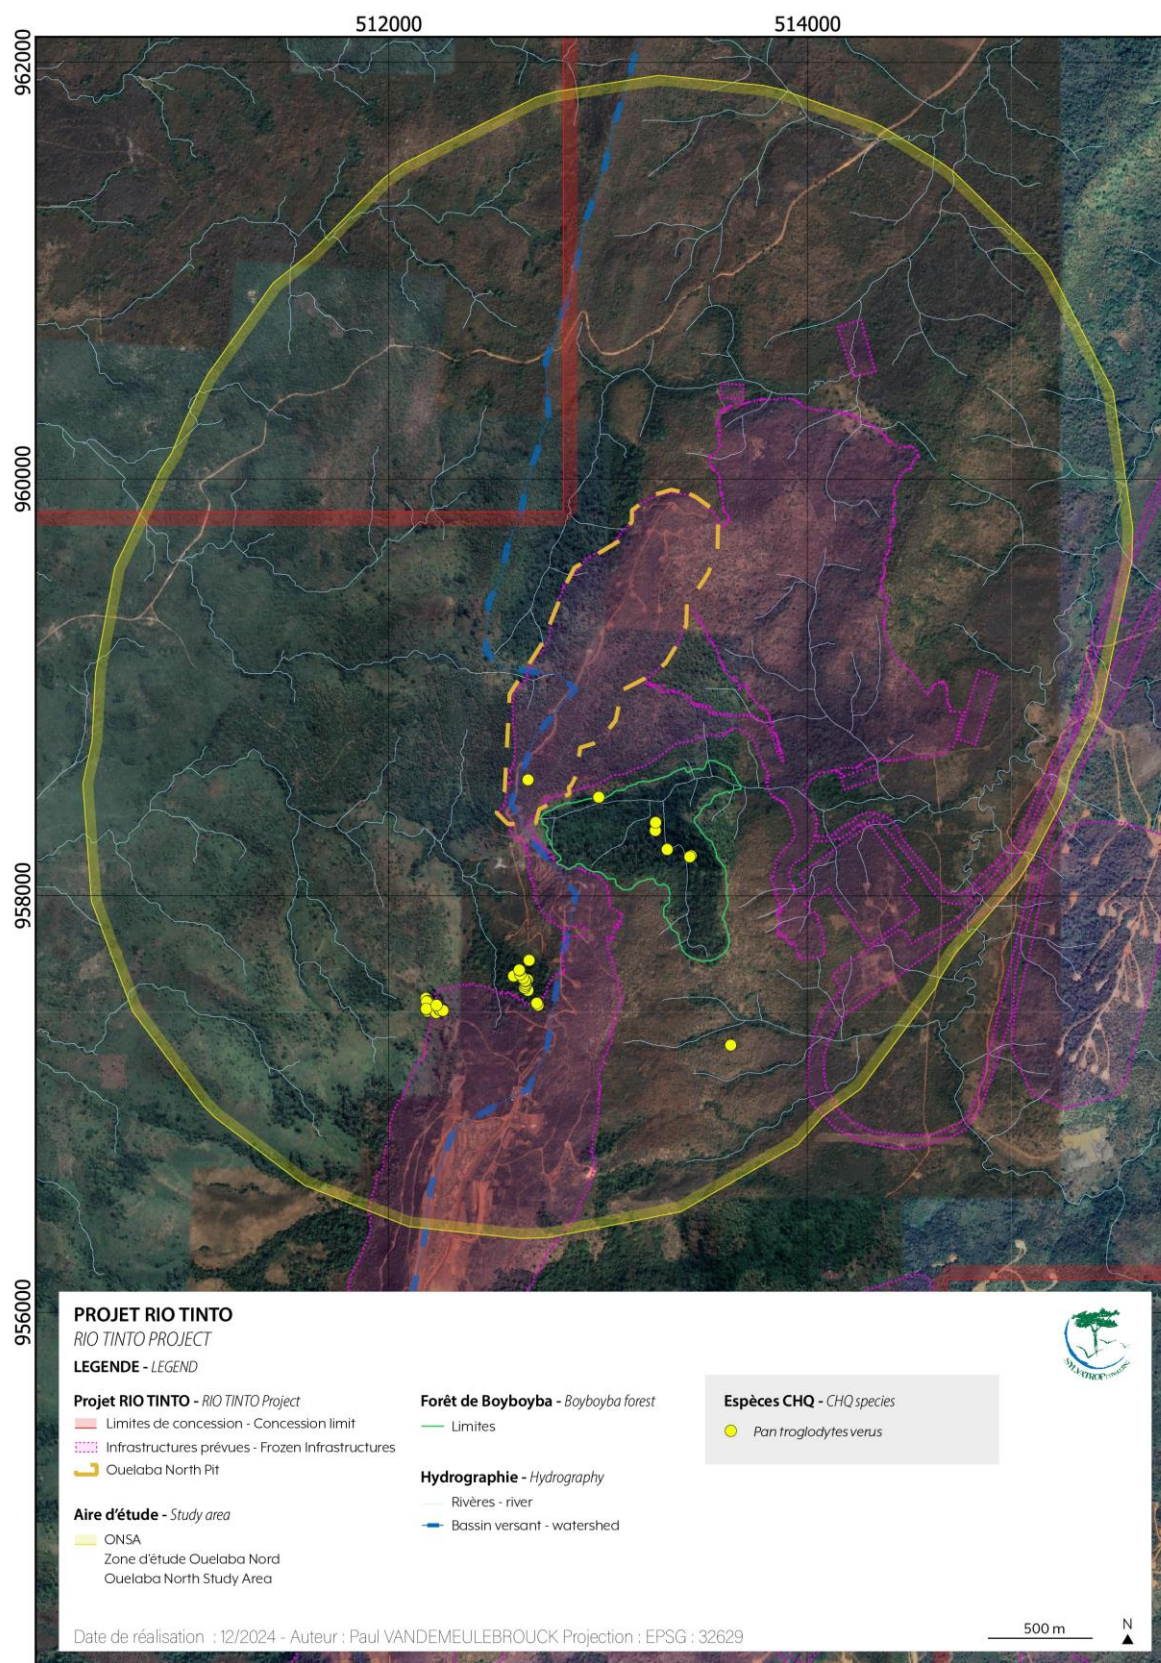 512000
514000
962000
960000
958000
956000
PROJET RIO TINTO
RIO TINTO PROJECT
LEGENDE - LEGEND
Projet RIO TINTO - RIO TINTO Project
Limites de concession - Concession limit
Infrastructures prévues - Frozen Infrastructures
Ouelaba North Pit
Aire d'étude - Study area
ONSA
Zone d'étude Ouelaba Nord
Ouelaba North Study Area
Forêt de Boyboyba - Boyboyba forest
Limites
Hydrographie - Hydrography
Rivières - river
Bassin versant - watershed
Espèces CHQ - CHQ species
Pan troglodytes verus
SYLVATROP CONSULTING
Date de réalisation : 12/2024 - Auteur : Paul VANDEMEULEBROUCK Projection : EPSG : 32629
500 m
N